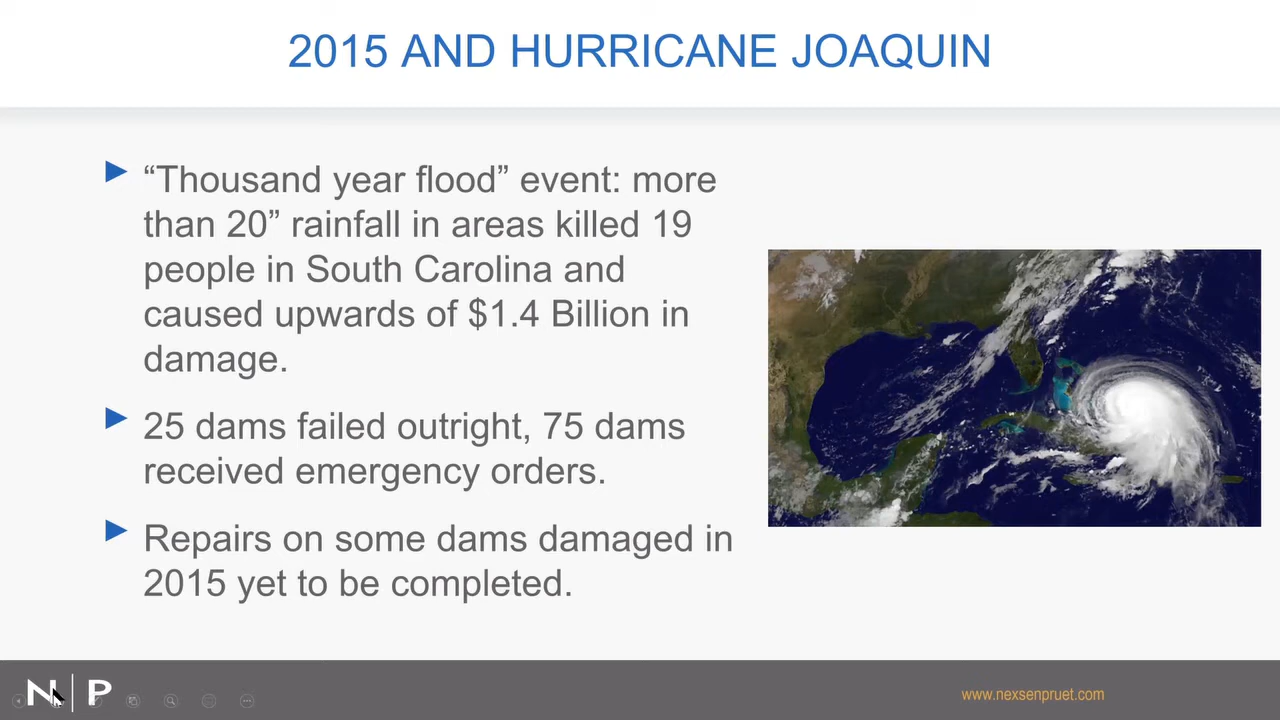 2015 AND HURRICANE JOAQUIN
“Thousand year flood” event: more
than 20” rainfall in areas killed 19
people in South Carolina and
caused upwards of $1.4 Billion in
damage.
25 dams failed outright, 75 dams
received emergency orders.
Repairs on some dams damaged in
2015 yet to be completed.
N|P
www.nexsenpruet.com